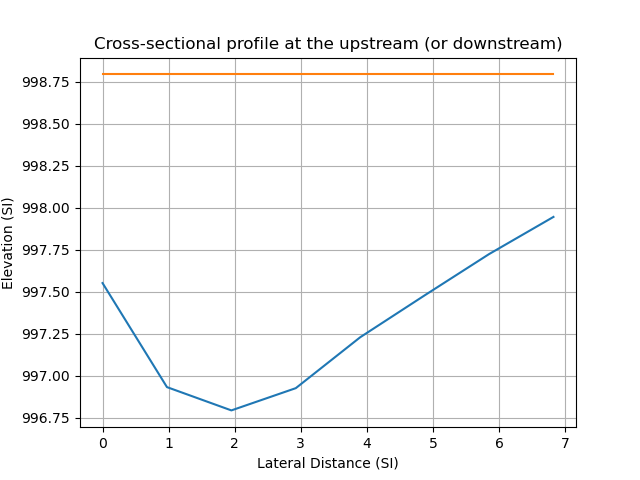 Cross-sectional profile at the upstream (or downstream)
Elevation (SI)
998.75
998.50
998.25
998.00
997.75
997.50
997.25
997.00
996.75
0 1 2 3 4 5 6 7
Lateral Distance (SI)